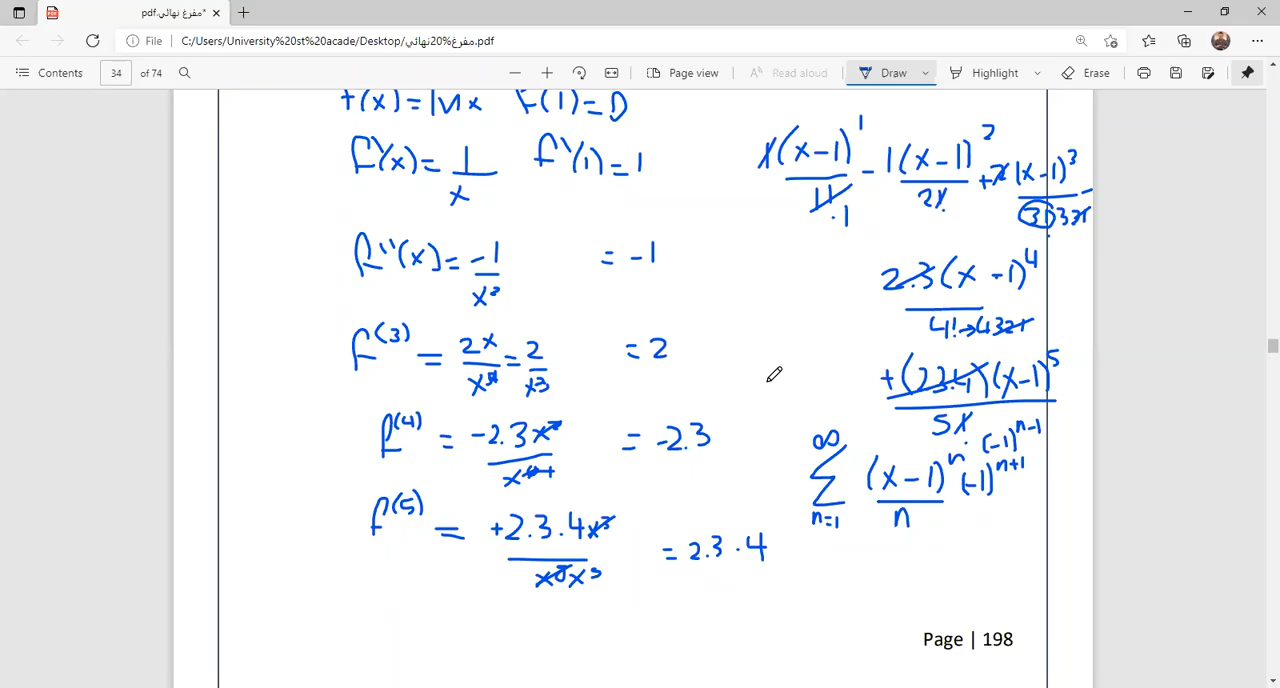 مفرغ نهائي.pdf*
File C:/Users/University%20st%20acade/Desktop/مفرغ%20نهائي.pdf
Contents 34 of 74 Page view Read aloud Draw Highlight Erase
f(x) = ln x f(1) = 0
f'(x) = 1/x f'(1) = 1
f''(x) = -1/x² = -1
f^(3) = 2x/x⁴ = 2/x³ = 2
f^(4) = -2.3x² = -2.3
f^(5) = +2.3.4x³ = 2.3.4
1(x-1)^1/1! - 1(x-1)^2/2! + 2(x-1)^3
2.3(x-1)^4/4! → 4321
+(2.3.4)(x-1)^5
∞ Σ n=1 (x-1)^n/n (-1)^n+1 (-1)^n-1
Page | 198